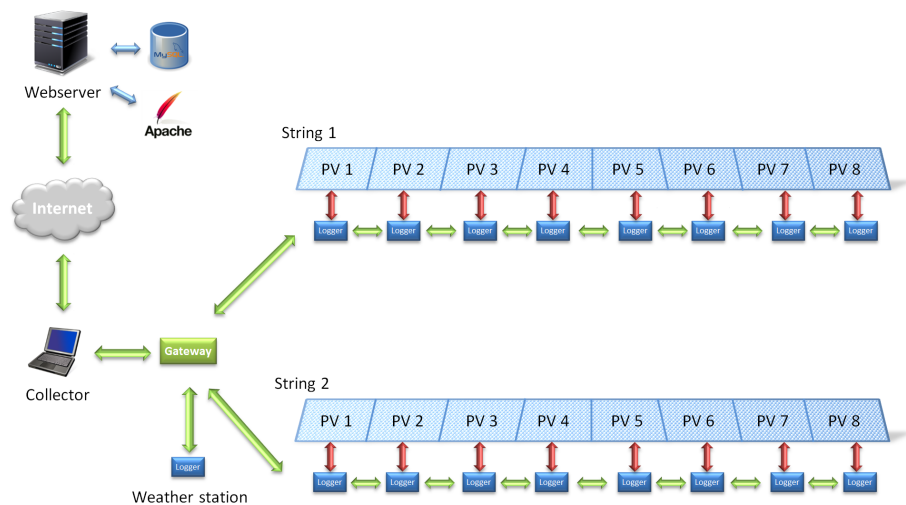 Webserver
MySQL
Apache
Internet
Collector
Gateway
Logger
Weather station
String 1
PV 1 PV 2 PV 3 PV 4 PV 5 PV 6 PV 7 PV 8
Logger Logger Logger Logger Logger Logger Logger Logger
String 2
PV 1 PV 2 PV 3 PV 4 PV 5 PV 6 PV 7 PV 8
Logger Logger Logger Logger Logger Logger Logger Logger